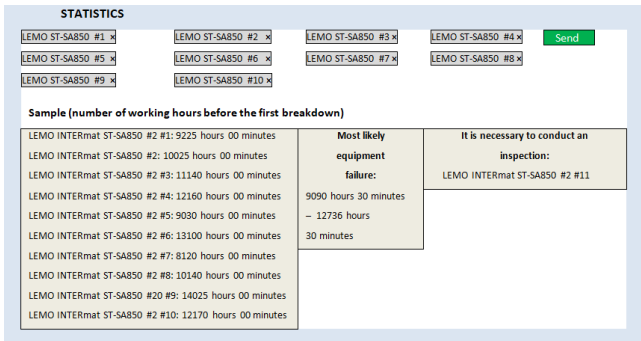 STATISTICS
LEMO ST-SA850 #1 × LEMO ST-SA850 #2 × LEMO ST-SA850 #3 × LEMO ST-SA850 #4 × Send
LEMO ST-SA850 #5 × LEMO ST-SA850 #6 × LEMO ST-SA850 #7 × LEMO ST-SA850 #8 ×
LEMO ST-SA850 #9 × LEMO ST-SA850 #10 ×
Sample (number of working hours before the first breakdown)
LEMO INTERmat ST-SA850 #2 #1: 9225 hours 00 minutes
LEMO INTERmat ST-SA850 #2: 10025 hours 00 minutes
LEMO INTERmat ST-SA850 #2 #3: 11140 hours 00 minutes
LEMO INTERmat ST-SA850 #2 #4: 12160 hours 00 minutes
LEMO INTERmat ST-SA850 #2 #5: 9030 hours 00 minutes
LEMO INTERmat ST-SA850 #2 #6: 13100 hours 00 minutes
LEMO INTERmat ST-SA850 #2 #7: 8120 hours 00 minutes
LEMO INTERmat ST-SA850 #2 #8: 10140 hours 00 minutes
LEMO INTERmat ST-SA850 #20 #9: 14025 hours 00 minutes
LEMO INTERmat ST-SA850 #2 #10: 12170 hours 00 minutes
Most likely
equipment
failure:
9090 hours 30 minutes
– 12736 hours
30 minutes
It is necessary to conduct an
inspection:
LEMO INTERmat ST-SA850 #2 #11